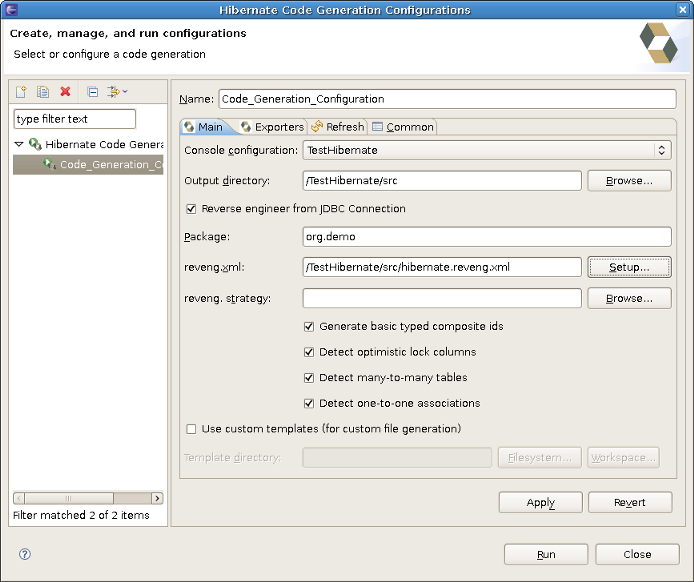 Hibernate Code Generation Configurations
Create, manage, and run configurations
Select or configure a code generation
type filter text
Hibernate Code Genera
Code_Generation_Co
Filter matched 2 of 2 items
Name: Code_Generation_Configuration
Main Exporters Refresh Common
Console configuration: TestHibernate
Output directory: /TestHibernate/src Browse...
Reverse engineer from JDBC Connection
Package: org.demo
reveng.xml: /TestHibernate/src/hibernate.reveng.xml Setup...
reveng. strategy: Browse...
Generate basic typed composite ids
Detect optimistic lock columns
Detect many-to-many tables
Detect one-to-one associations
Use custom templates (for custom file generation)
Template directory: Filesystem... Workspace...
Apply Revert
? Run Close